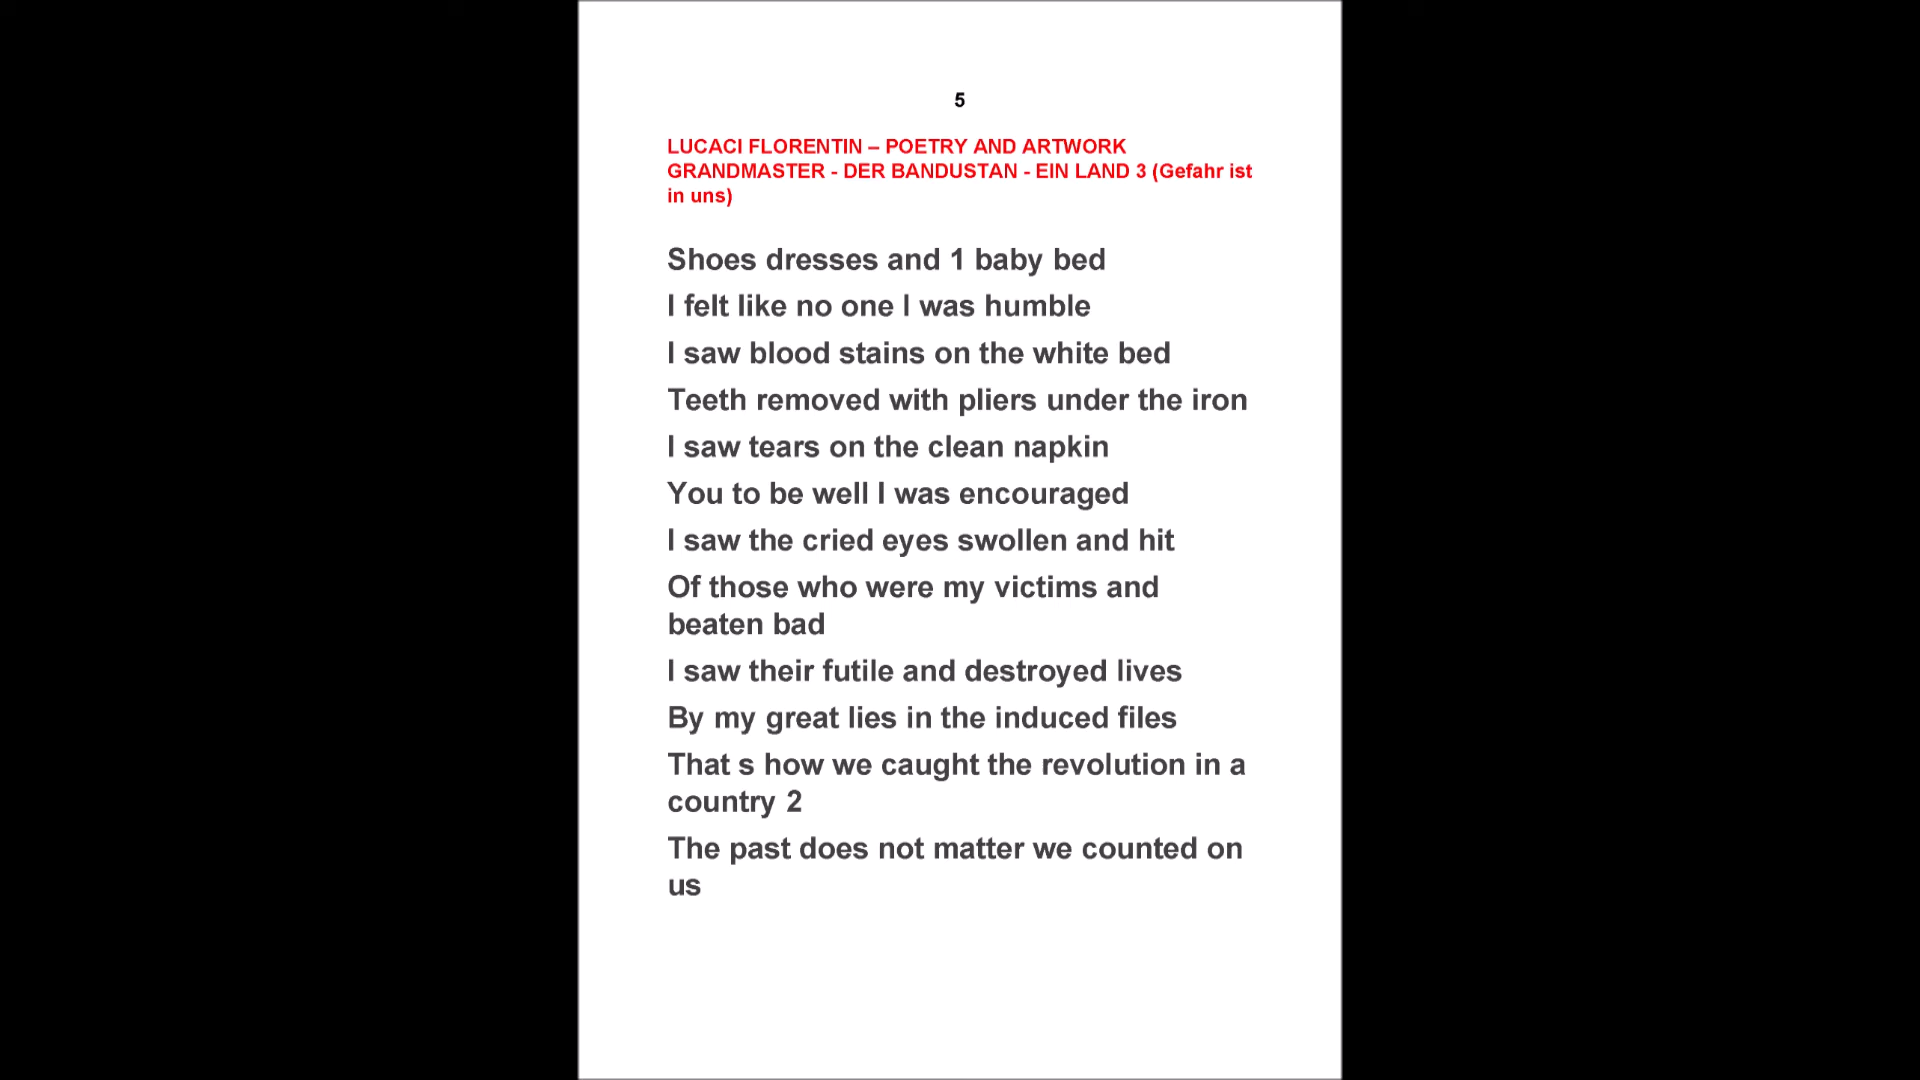 5
LUCACI FLORENTIN – POETRY AND ARTWORK
GRANDMASTER - DER BANDUSTAN - EIN LAND 3 (Gefahr ist
in uns)
Shoes dresses and 1 baby bed
I felt like no one I was humble
I saw blood stains on the white bed
Teeth removed with pliers under the iron
I saw tears on the clean napkin
You to be well I was encouraged
I saw the cried eyes swollen and hit
Of those who were my victims and
beaten bad
I saw their futile and destroyed lives
By my great lies in the induced files
That s how we caught the revolution in a
country 2
The past does not matter we counted on
us